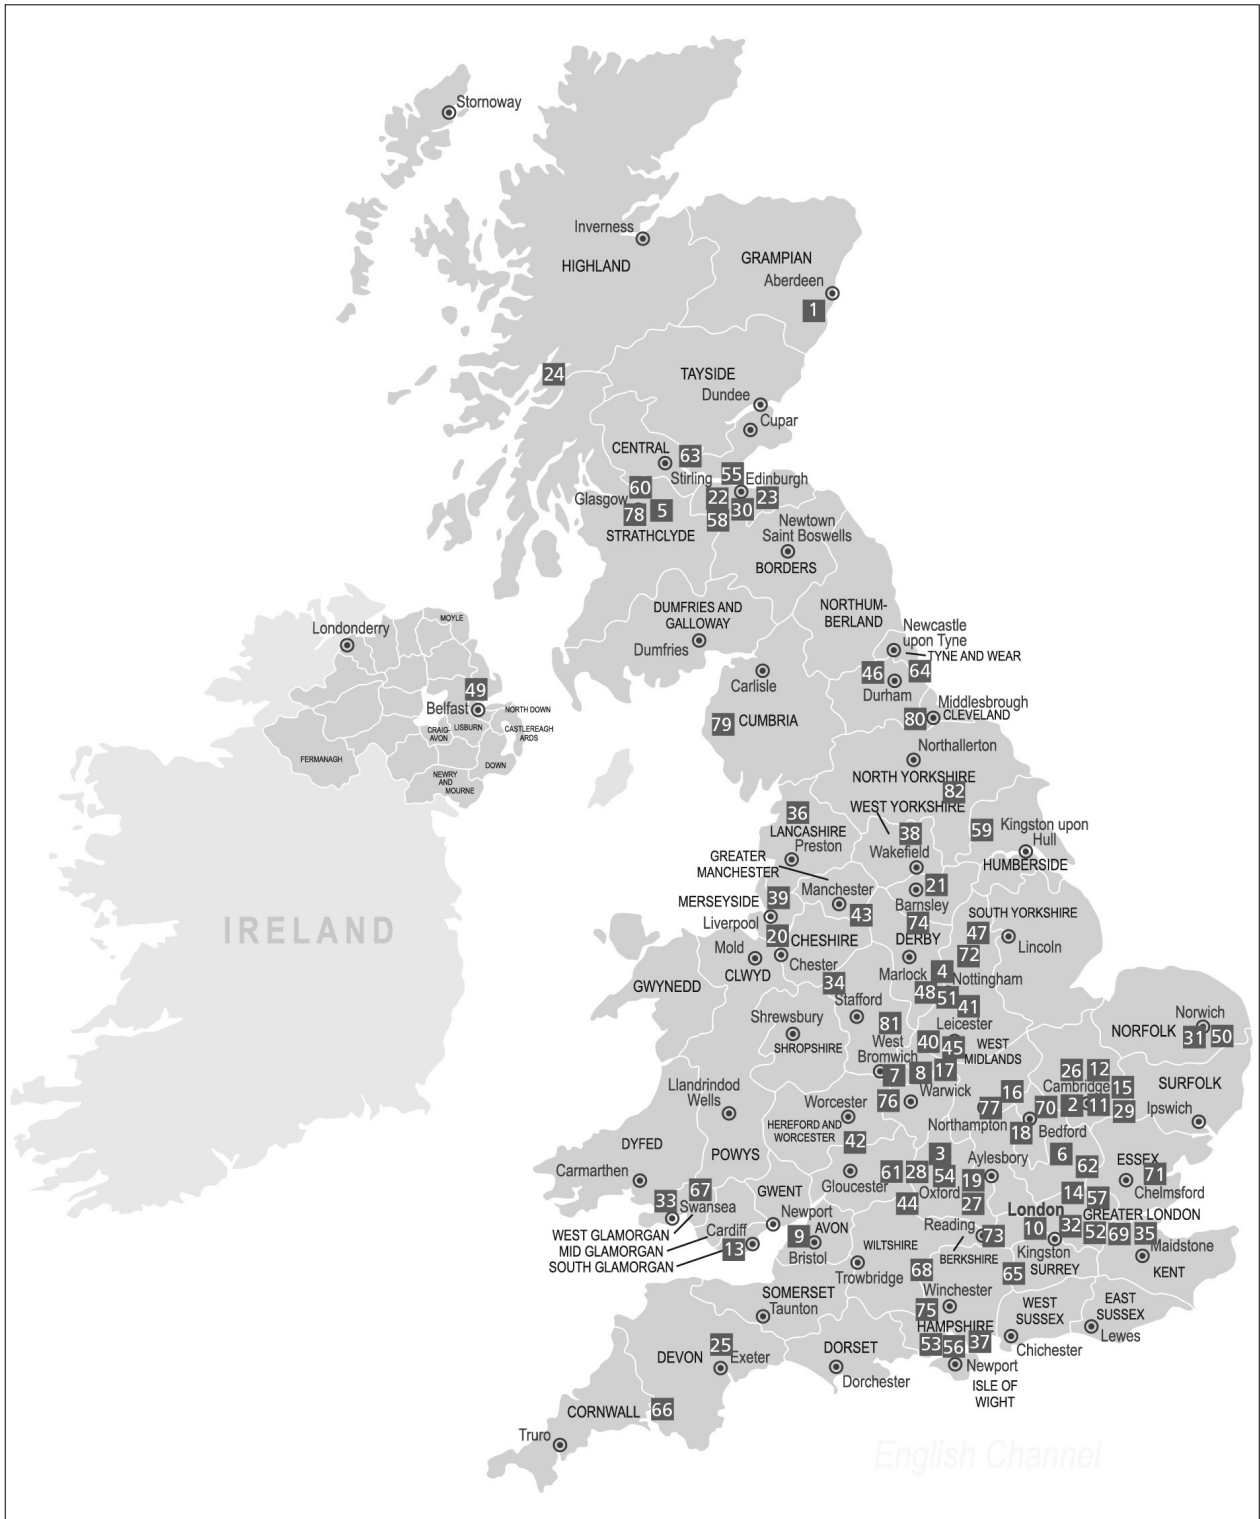 Stornoway
Inverness
HIGHLAND
GRAMPIAN
Aberdeen
1
24
TAYSIDE
Dundee
Cupar
CENTRAL
63
Stirling
55
Edinburgh
60
Glasgow
78
5
22
23
30
58
STRATHCLYDE
Newtown
Saint Boswells
BORDERS
DUMFRIES AND
GALLOWAY
Dumfries
NORTHUM-
BERLAND
Newcastle
upon Tyne
TYNE AND WEAR
Londonderry
MOYLE
49
Belfast
NORTH DOWN
CRAIG-
AVON
LISBURN
CASTLEREAGH
ARDS
FERMANAGH
DOWN
NEWRY
AND
MOURNE
Carlisle
46
64
Durham
79
CUMBRIA
Middlesbrough
80
CLEVELAND
Northallerton
NORTH YORKSHIRE
82
WEST YORKSHIRE
36
LANCASHIRE
Preston
38
Wakefield
59
Kingston upon
Hull
HUMBERSIDE
GREATER
MANCHESTER
Manchester
21
Barnsley
IRELAND
MERSEYSIDE
39
Liverpool
43
74
SOUTH YORKSHIRE
47
Lincoln
20
CHESHIRE
DERBY
Mold
CLWYD
Chester
72
Marlock
4
Nottingham
GWYNEDD
34
Stafford
48
51
41
Shrewsbury
SHROPSHIRE
81
Leicester
West
Bromwich
40
45
WEST
MIDLANDS
Norwich
NORFOLK
31
50
7
8
17
26
12
Cambridge
15
SURFOLK
Llandrindod
Wells
Worcester
76
Warwick
16
77
Northampton
70
2
11
29
Ipswich
18
Bedford
HEREFORD AND
WORCESTER
42
DYFED
POWYS
3
Aylesbory
6
62
ESSEX
71
Chelmsford
Carmarthen
Gloucester
61
28
54
Oxford
19
27
44
67
33
Swansea
GWENT
Newport
14
57
London
GREATER LONDON
10
32
52
69
35
Kingston
SURREY
Maidstone
KENT
WEST GLAMORGAN
MID GLAMORGAN
SOUTH GLAMORGAN
Cardiff
13
9
AVON
Bristol
Reading
73
BERKSHIRE
WILTSHIRE
Trowbridge
68
65
SOMERSET
Taunton
Winchester
75
HAMPSHIRE
WEST
SUSSEX
EAST
SUSSEX
Lewes
53
56
37
Chichester
25
DEVON
Exeter
DORSET
Dorchester
Newport
ISLE OF
WIGHT
CORNWALL
66
Truro
English Channel